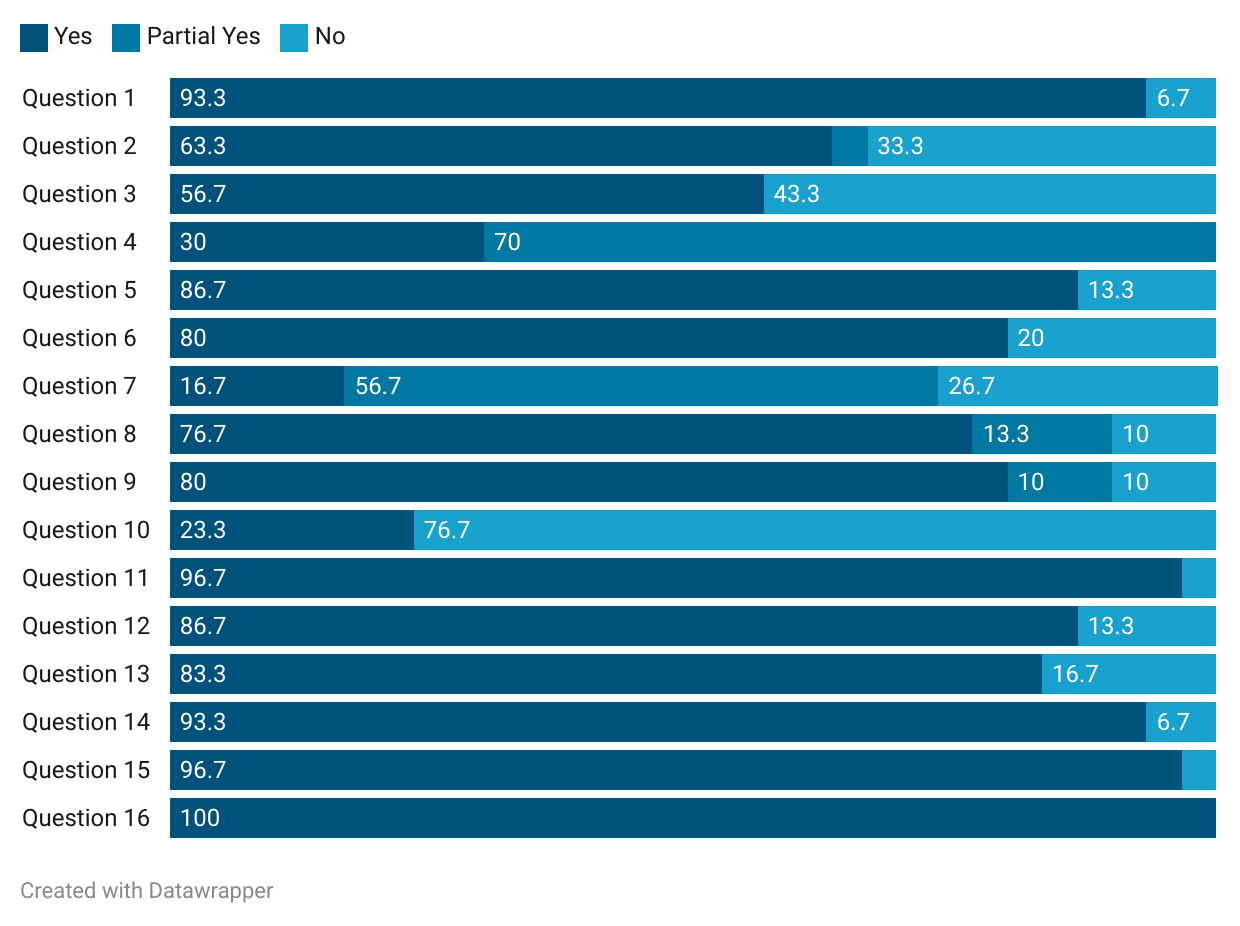 Yes Partial Yes No
Question 1 93.3 6.7
Question 2 63.3 33.3
Question 3 56.7 43.3
Question 4 30 70
Question 5 86.7 13.3
Question 6 80 20
Question 7 16.7 56.7 26.7
Question 8 76.7 13.3 10
Question 9 80 10 10
Question 10 23.3 76.7
Question 11 96.7
Question 12 86.7 13.3
Question 13 83.3 16.7
Question 14 93.3 6.7
Question 15 96.7
Question 16 100
Created with Datawrapper